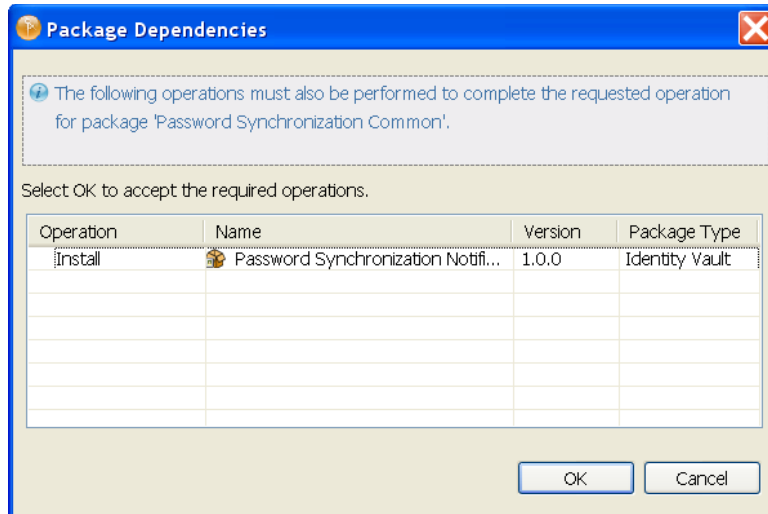 Package Dependencies
The following operations must also be performed to complete the requested operation
for package 'Password Synchronization Common'.
Select OK to accept the required operations.
Operation Name Version Package Type
Install Password Synchronization Notifi... 1.0.0 Identity Vault
OK Cancel